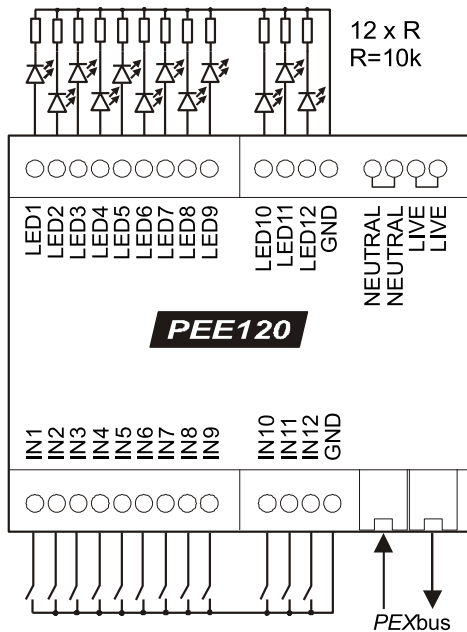 12 x R
R=10k
LED1
LED2
LED3
LED4
LED5
LED6
LED7
LED8
LED9
LED10
LED11
LED12
GND
NEUTRAL
NEUTRAL
LIVE
LIVE
PEE120
IN1
IN2
IN3
IN4
IN5
IN6
IN7
IN8
IN9
IN10
IN11
IN12
GND
PEXbus